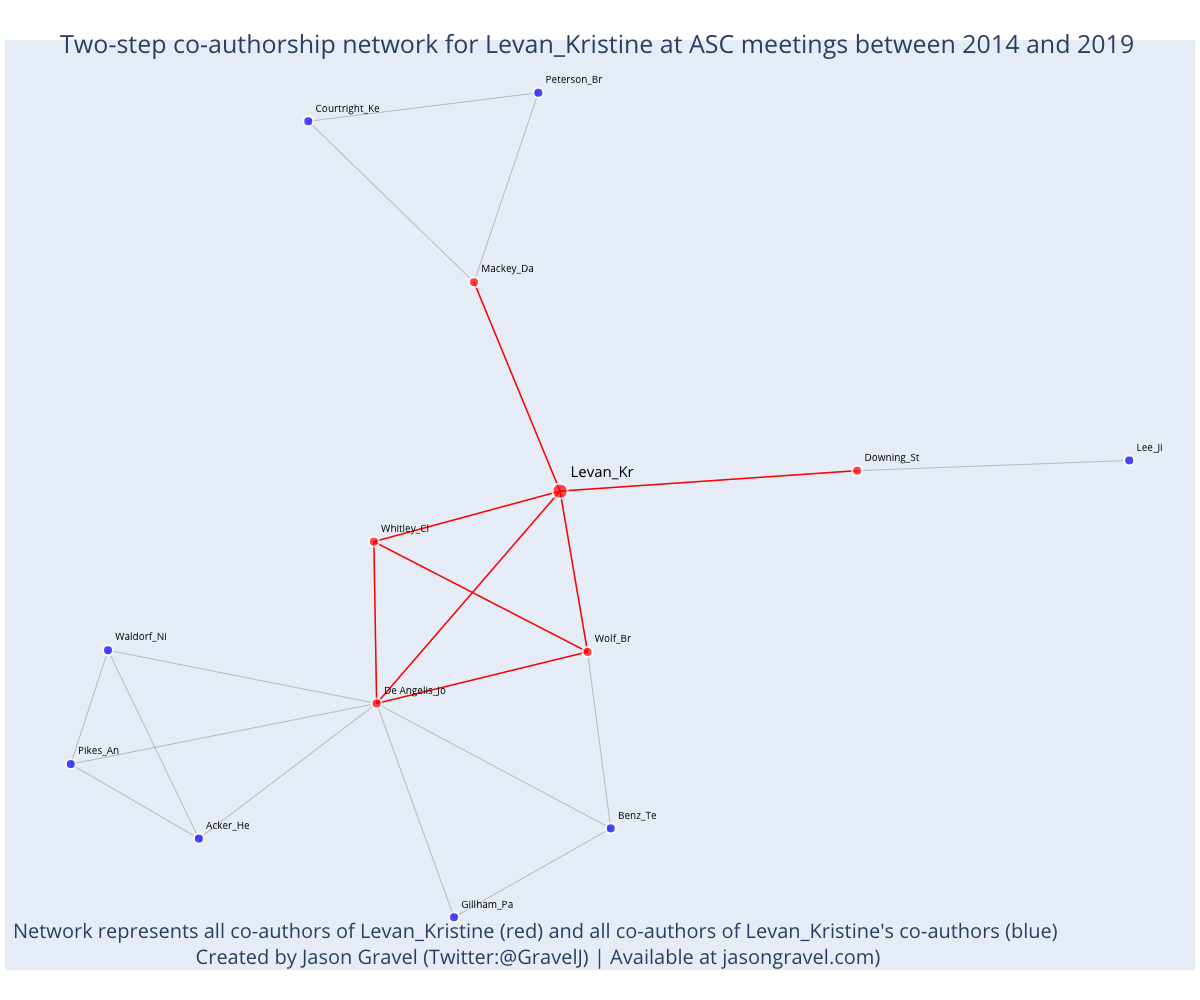 Two-step co-authorship network for Levan_Kristine at ASC meetings between 2014 and 2019
Peterson_Br
Courtright_Ke
Mackey_Da
Lee_Ji
Downing_St
Levan_Kr
Whitley_Cl
Waldorf_Ni
Wolf_Br
De Angelis_Jo
Pikes_An
Benz_Te
Acker_He
Gillham_Pa
Network represents all co-authors of Levan_Kristine (red) and all co-authors of Levan_Kristine's co-authors (blue)
Created by Jason Gravel (Twitter:@GravelJ) | Available at jasongravel.com)